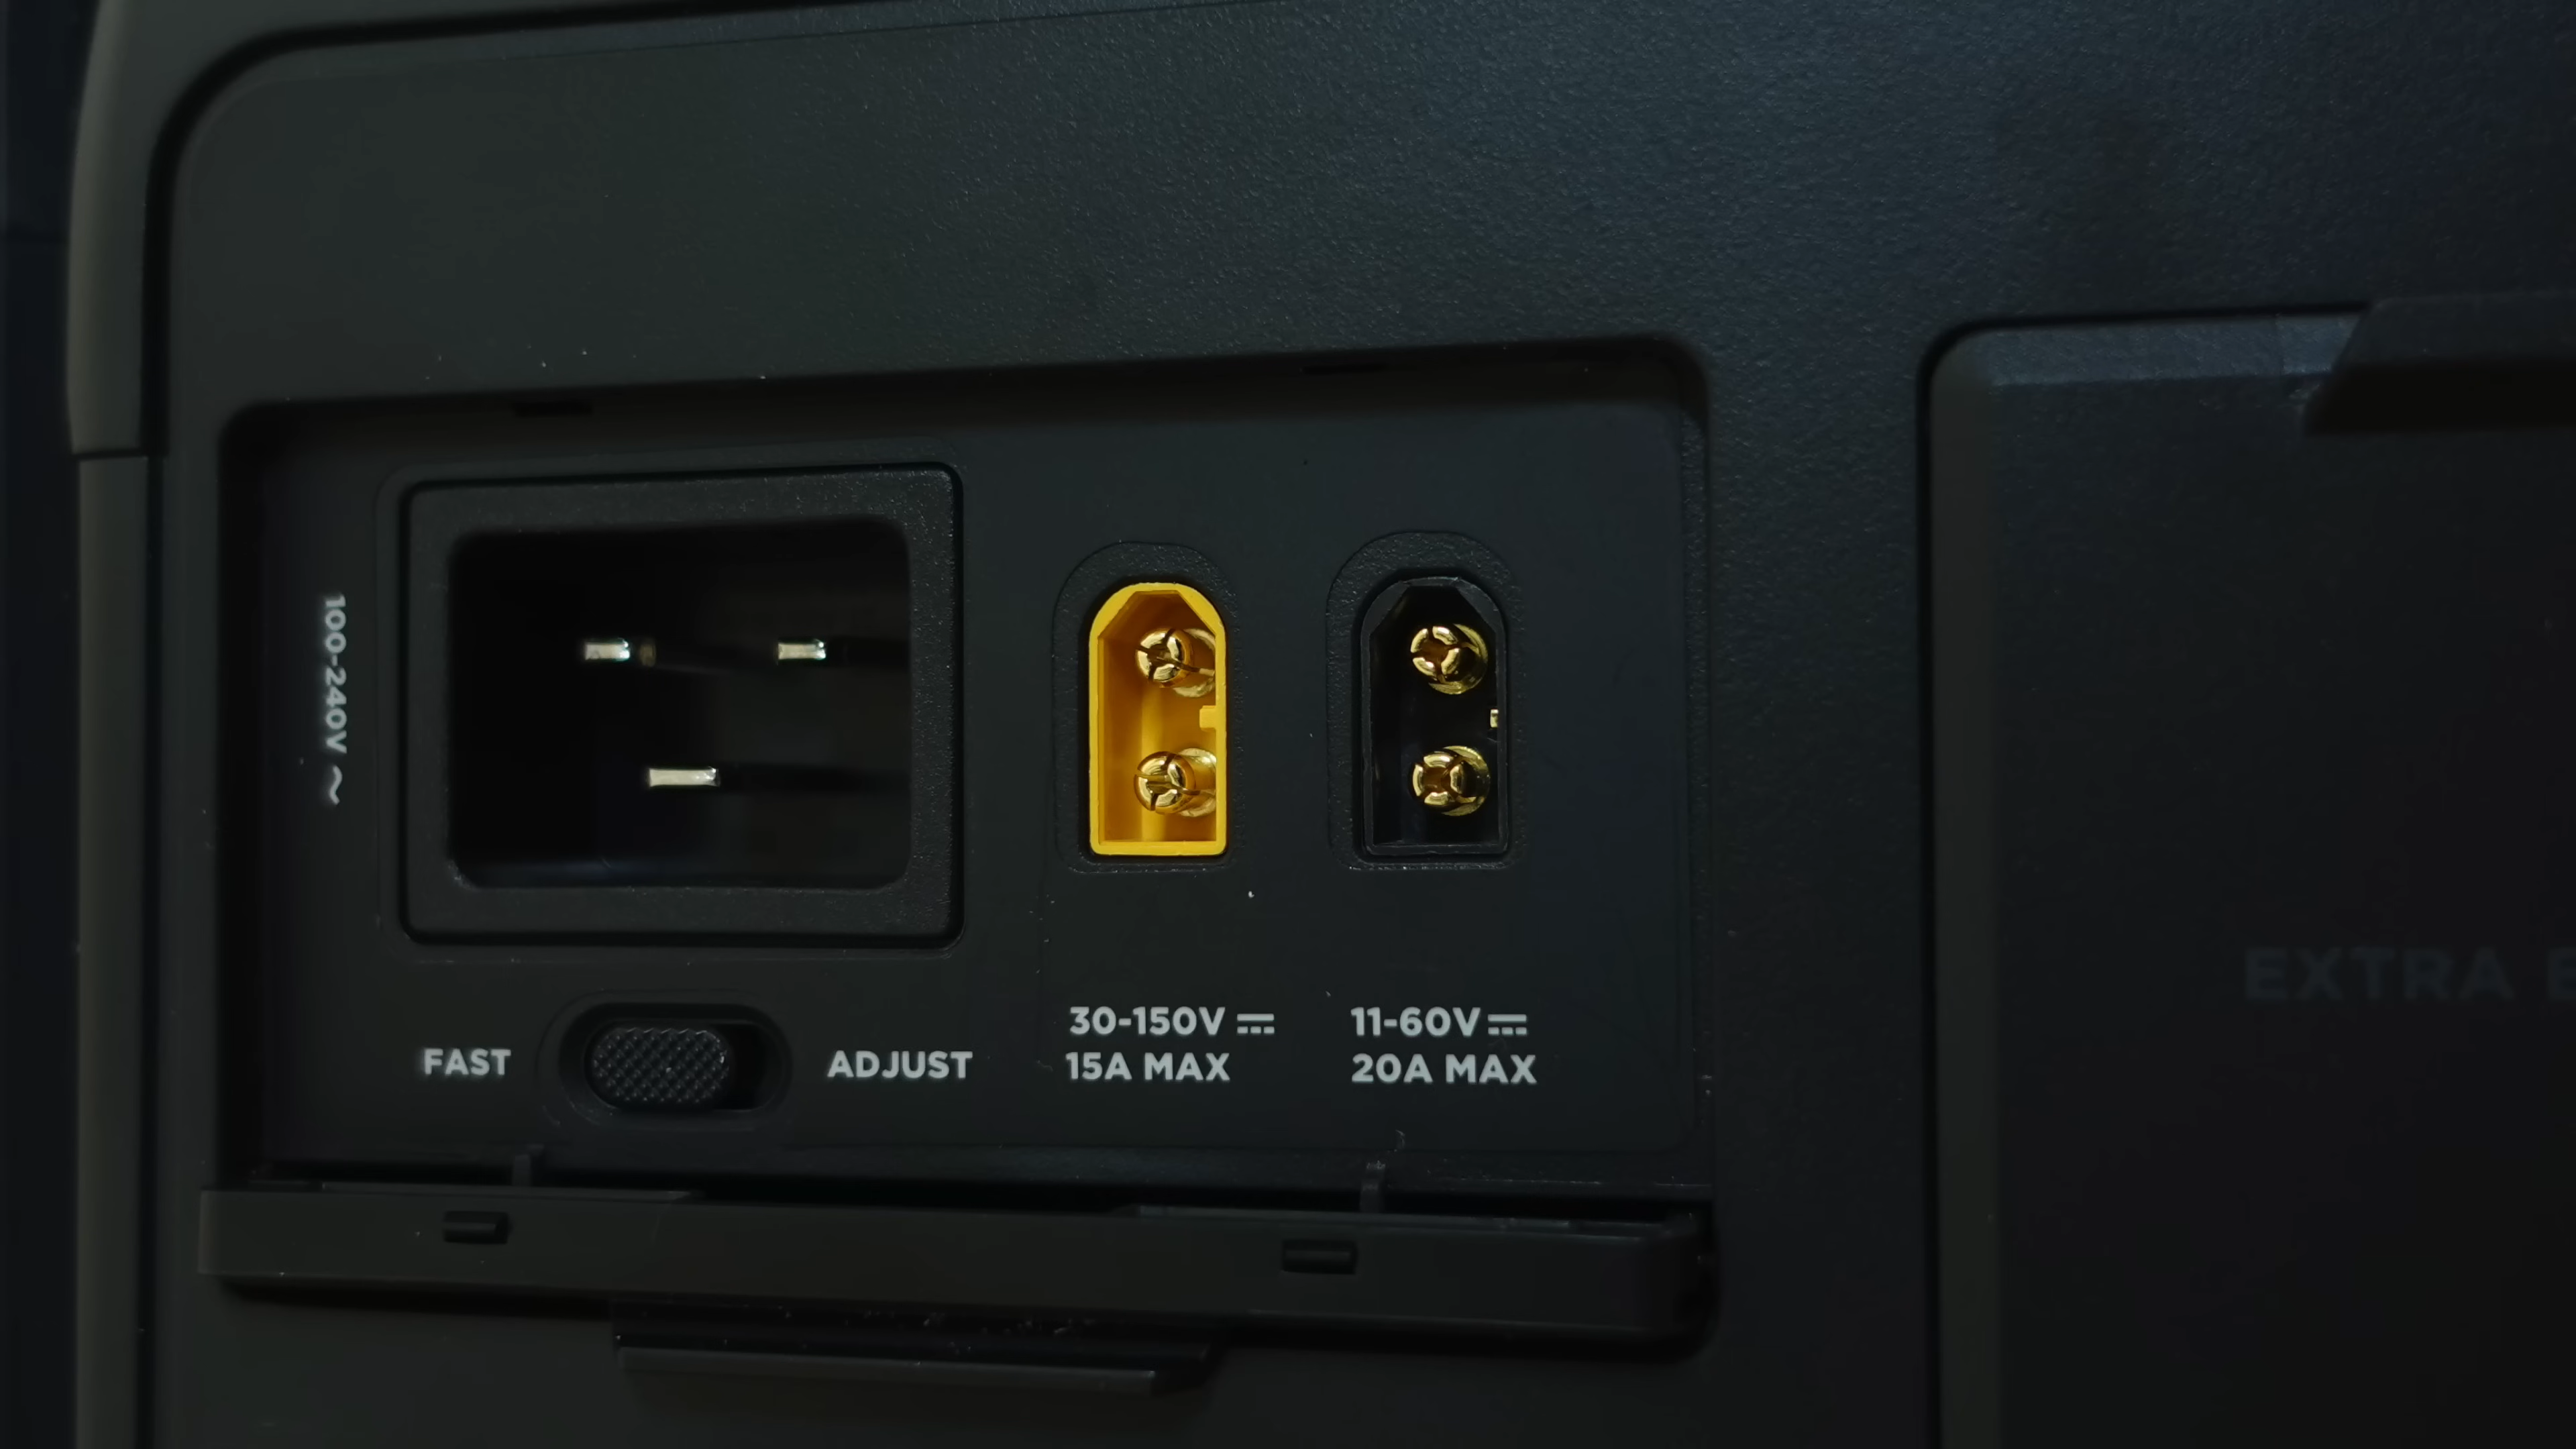 100-240V ~
FAST
ADJUST
30-150V ⎓
15A MAX
11-60V ⎓
20A MAX
EXTRA